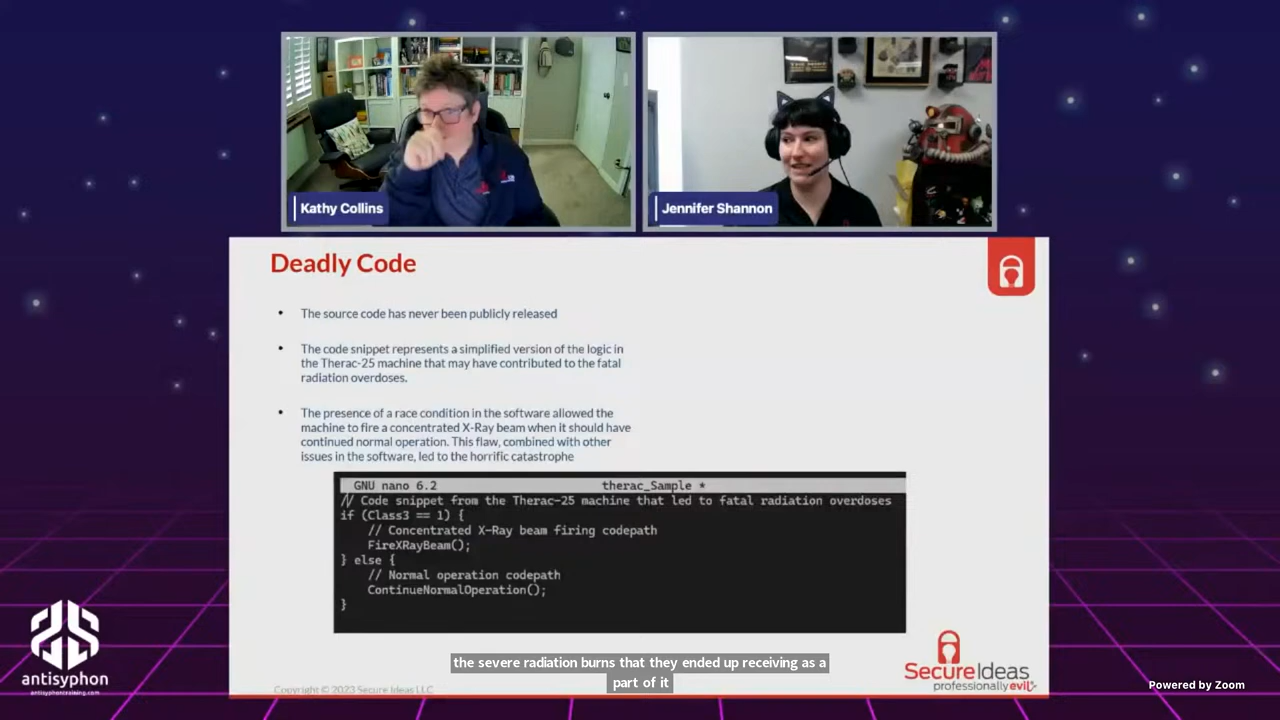 Kathy Collins
Jennifer Shannon
Deadly Code
• The source code has never been publicly released
• The code snippet represents a simplified version of the logic in
the Therac-25 machine that may have contributed to the fatal
radiation overdoses.
• The presence of a race condition in the software allowed the
machine to fire a concentrated X-Ray beam when it should have
continued normal operation. This flaw, combined with other
issues in the software, led to the horrific catastrophe
GNU nano 6.2 therac_Sample *
// Code snippet from the Therac-25 machine that led to fatal radiation overdoses
if (Class3 == 1) {
// Concentrated X-Ray beam firing codepath
FireXRayBeam();
} else {
// Normal operation codepath
ContinueNormalOperation();
}
the severe radiation burns that they ended up receiving as a
part of it
Copyright © 2023 Secure Ideas LLC
SecureIdeas
professionallyevil
antisyphon
antisyphontraining.com
Powered by Zoom